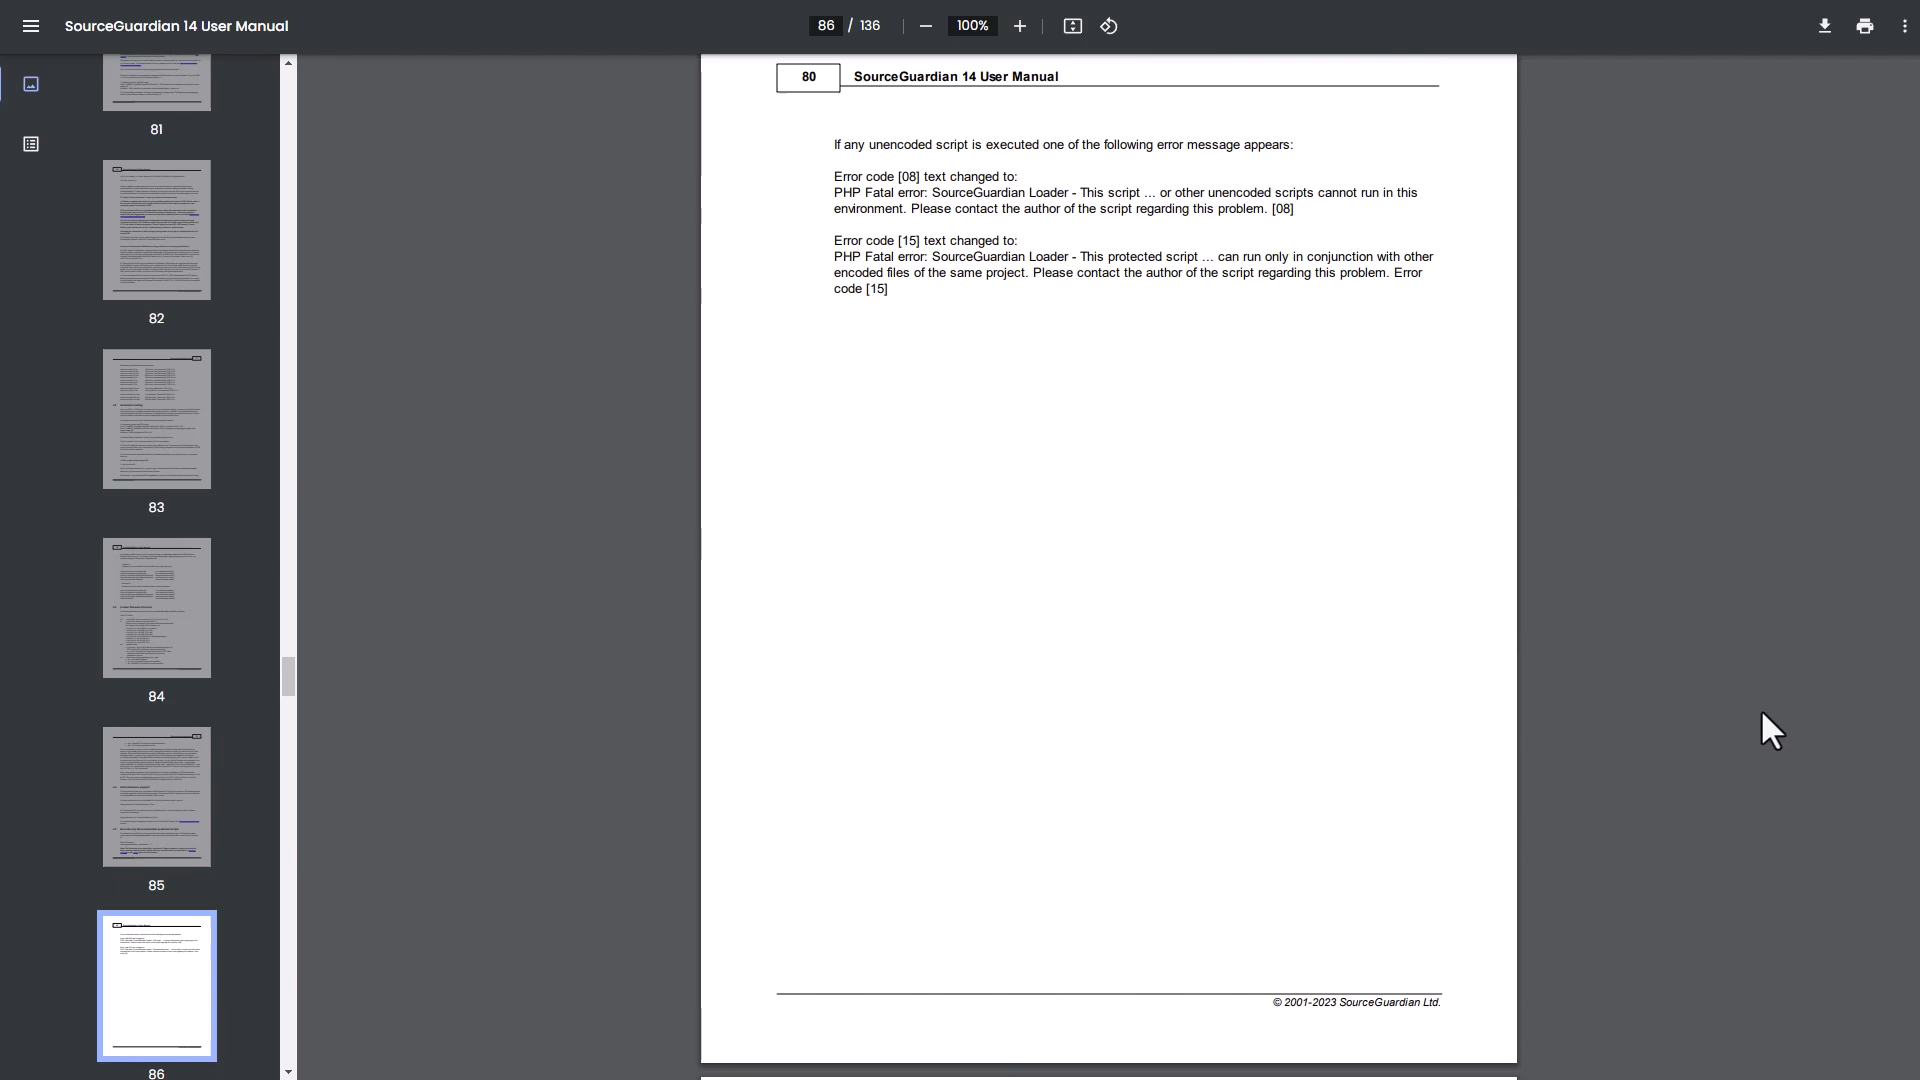 SourceGuardian 14 User Manual
86 / 136
100%
81
82
83
84
85
86
80 SourceGuardian 14 User Manual
If any unencoded script is executed one of the following error message appears:
Error code [08] text changed to:
PHP Fatal error: SourceGuardian Loader - This script ... or other unencoded scripts cannot run in this
environment. Please contact the author of the script regarding this problem. [08]
Error code [15] text changed to:
PHP Fatal error: SourceGuardian Loader - This protected script ... can run only in conjunction with other
encoded files of the same project. Please contact the author of the script regarding this problem. Error
code [15]
© 2001-2023 SourceGuardian Ltd.